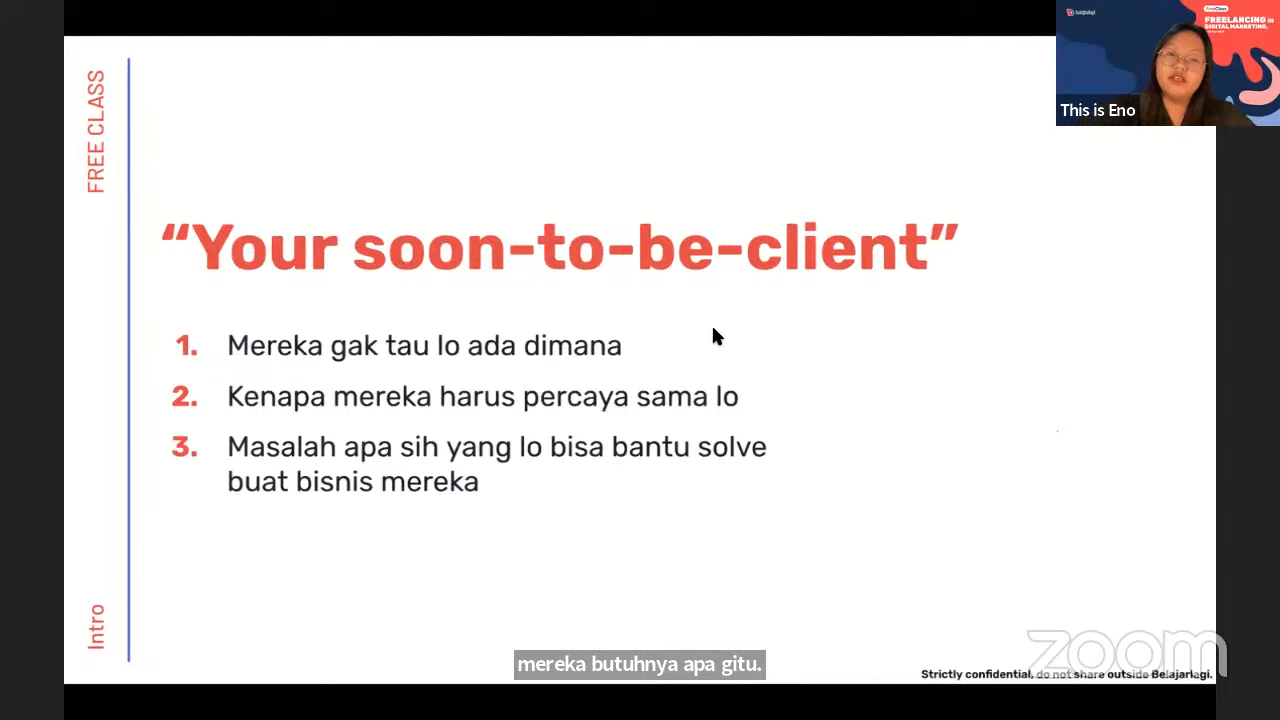 FREE CLASS
Intro
“Your soon-to-be-client”
1. Mereka gak tau lo ada dimana
2. Kenapa mereka harus percaya sama lo
3. Masalah apa sih yang lo bisa bantu solve
buat bisnis mereka
mereka butuhnya apa gitu.
Strictly confidential, do not share outside Belajarlagi.
zoom
belajarlagi
FreeClass
FREELANCING IN
DIGITAL MARKETING,
This is Eno